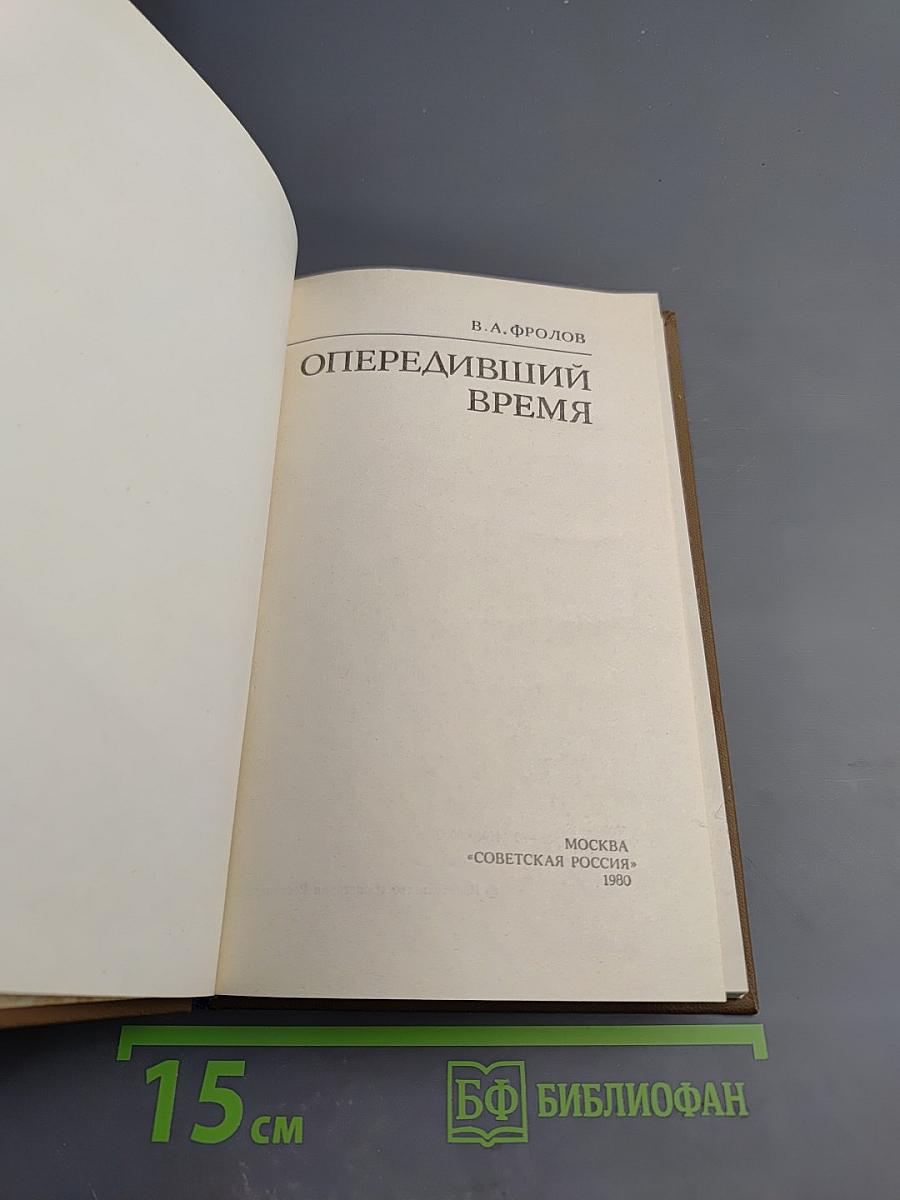 В. А. ФРОЛОВ
ОПЕРЕДИВШИЙ
ВРЕМЯ
МОСКВА
«СОВЕТСКАЯ РОССИЯ»
1980
15 см
БФ БИБЛИОФАН